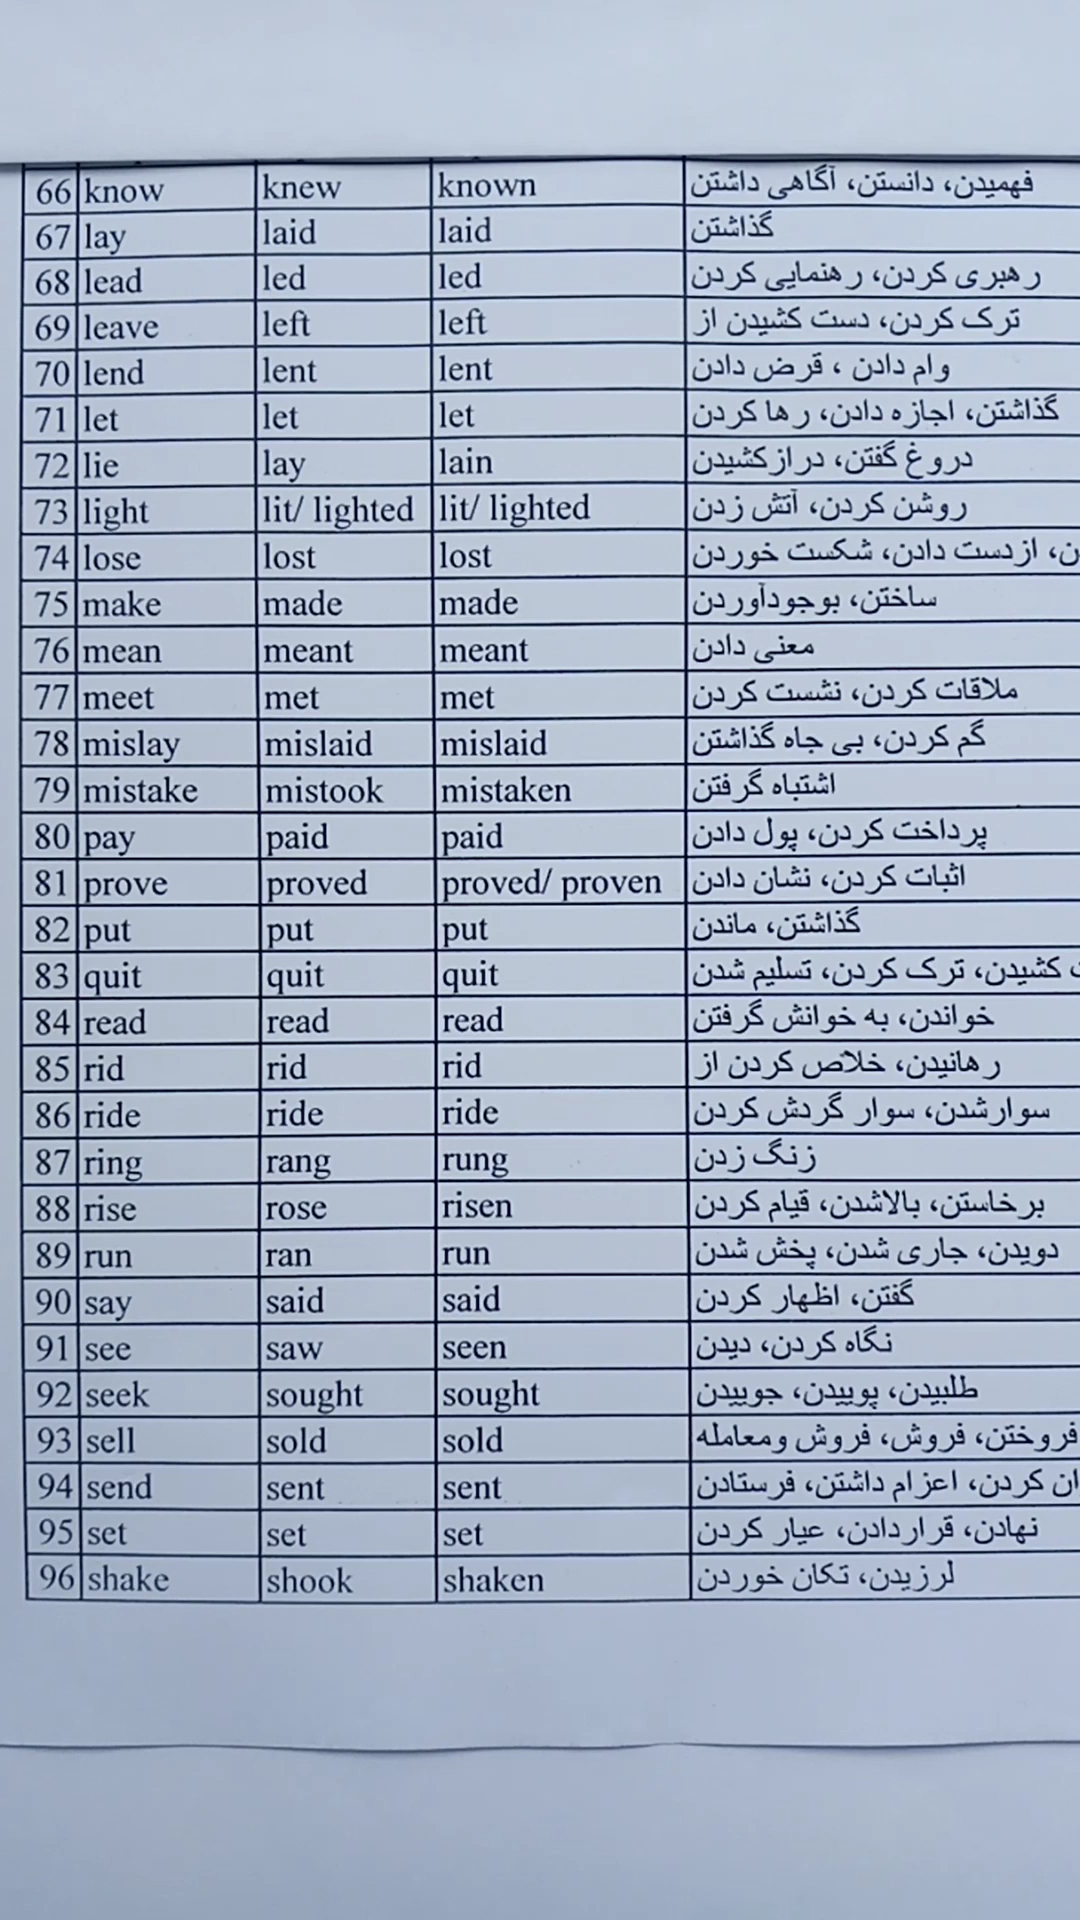 66 know knew known فهمیدن، دانستن، آگاهی داشتن
67 lay laid laid گذاشتن
68 lead led led رهبری کردن، رهنمایی کردن
69 leave left left ترک کردن، دست کشیدن از
70 lend lent lent وام دادن ، قرض دادن
71 let let let گذاشتن، اجازه دادن، رها کردن
72 lie lay lain دروغ گفتن، درازکشیدن
73 light lit/ lighted lit/ lighted روشن کردن، آتش زدن
74 lose lost lost ازدست دادن، شکست خوردن
75 make made made ساختن، بوجودآوردن
76 mean meant meant معنی دادن
77 meet met met ملاقات کردن، نشست کردن
78 mislay mislaid mislaid گم کردن، بی جاه گذاشتن
79 mistake mistook mistaken اشتباه گرفتن
80 pay paid paid پرداخت کردن، پول دادن
81 prove proved proved/ proven اثبات کردن، نشان دادن
82 put put put گذاشتن، ماندن
83 quit quit quit کشیدن، ترک کردن، تسلیم شدن
84 read read read خواندن، به خوانش گرفتن
85 rid rid rid رهانیدن، خلاص کردن از
86 ride ride ride سوارشدن، سوار گردش کردن
87 ring rang rung زنگ زدن
88 rise rose risen برخاستن، بالاشدن، قیام کردن
89 run ran run دویدن، جاری شدن، پخش شدن
90 say said said گفتن، اظهار کردن
91 see saw seen نگاه کردن، دیدن
92 seek sought sought طلبیدن، پوییدن، جوییدن
93 sell sold sold فروختن، فروش، فروش ومعامله
94 send sent sent کردن، اعزام داشتن، فرستادن
95 set set set نهادن، قراردادن، عیار کردن
96 shake shook shaken لرزیدن، تکان خوردن